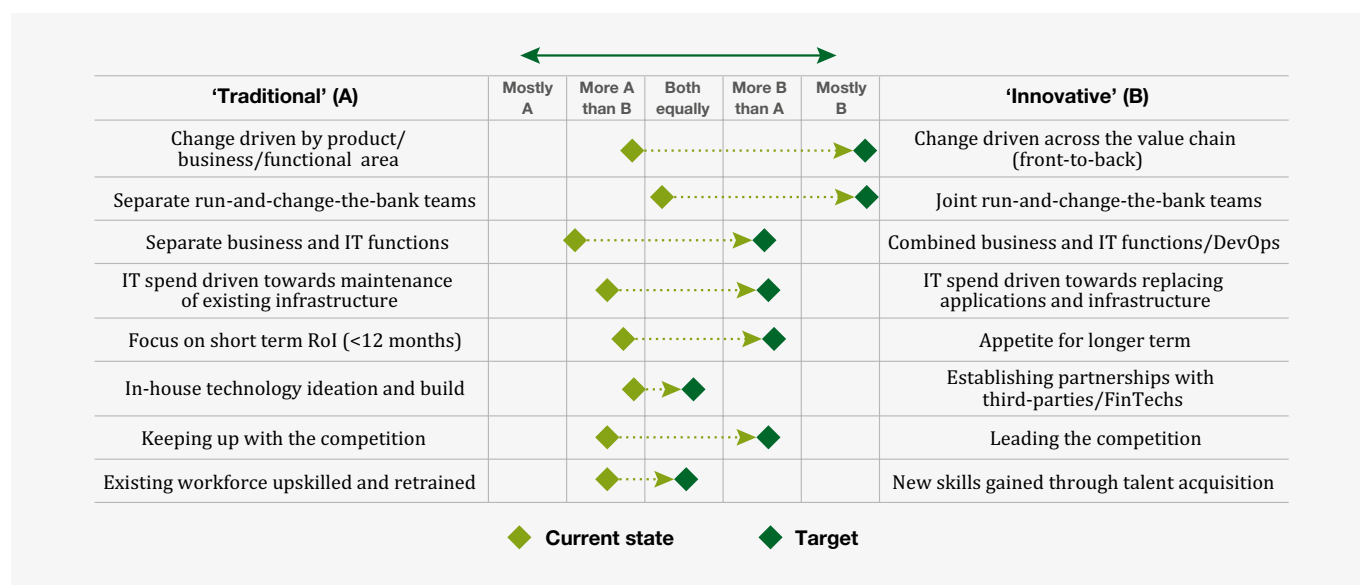 ‘Traditional’ (A)
Mostly
A
More A
than B
Both
equally
More B
than A
Mostly
B
‘Innovative’ (B)
Change driven by product/
business/functional area
Change driven across the value chain
(front-to-back)
Separate run-and-change-the-bank teams
Joint run-and-change-the-bank teams
Separate business and IT functions
Combined business and IT functions/DevOps
IT spend driven towards maintenance
of existing infrastructure
IT spend driven towards replacing
applications and infrastructure
Focus on short term RoI (<12 months)
Appetite for longer term
In-house technology ideation and build
Establishing partnerships with
third-parties/FinTechs
Keeping up with the competition
Leading the competition
Existing workforce upskilled and retrained
New skills gained through talent acquisition
Current state
Target